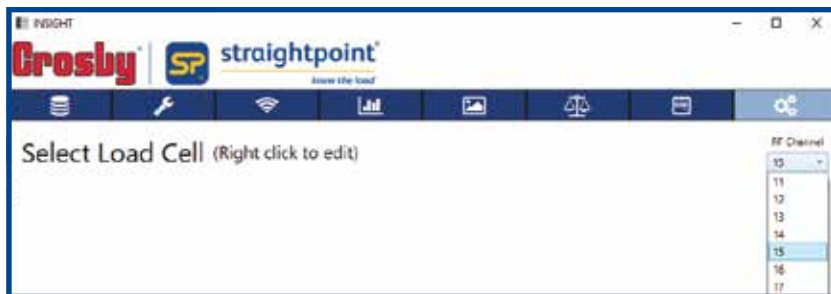 INSIGHT
Crosby
SP
straightpoint®
know the load
Select Load Cell (Right click to edit)
RF Channel
15
11
12
13
14
15
16
17